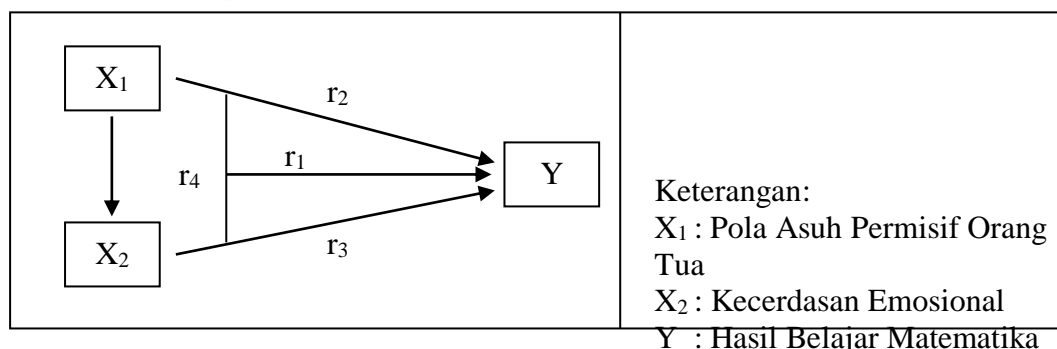 X₁
r₂
r₁
r₄
Y
X₂
r₃
Keterangan:
X₁ : Pola Asuh Permisif Orang
Tua
X₂ : Kecerdasan Emosional
Y : Hasil Belajar Matematika